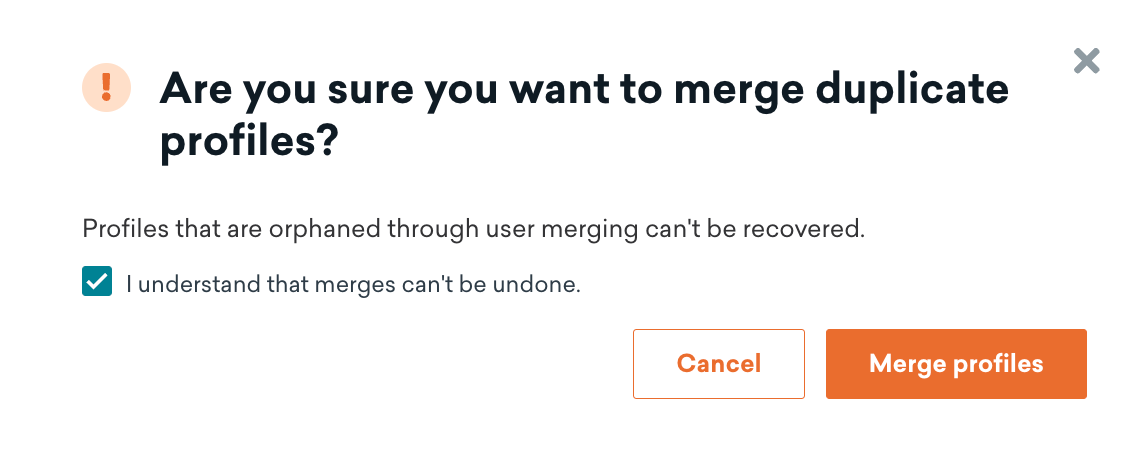 Are you sure you want to merge duplicate
profiles?
Profiles that are orphaned through user merging can't be recovered.
I understand that merges can't be undone.
Cancel
Merge profiles